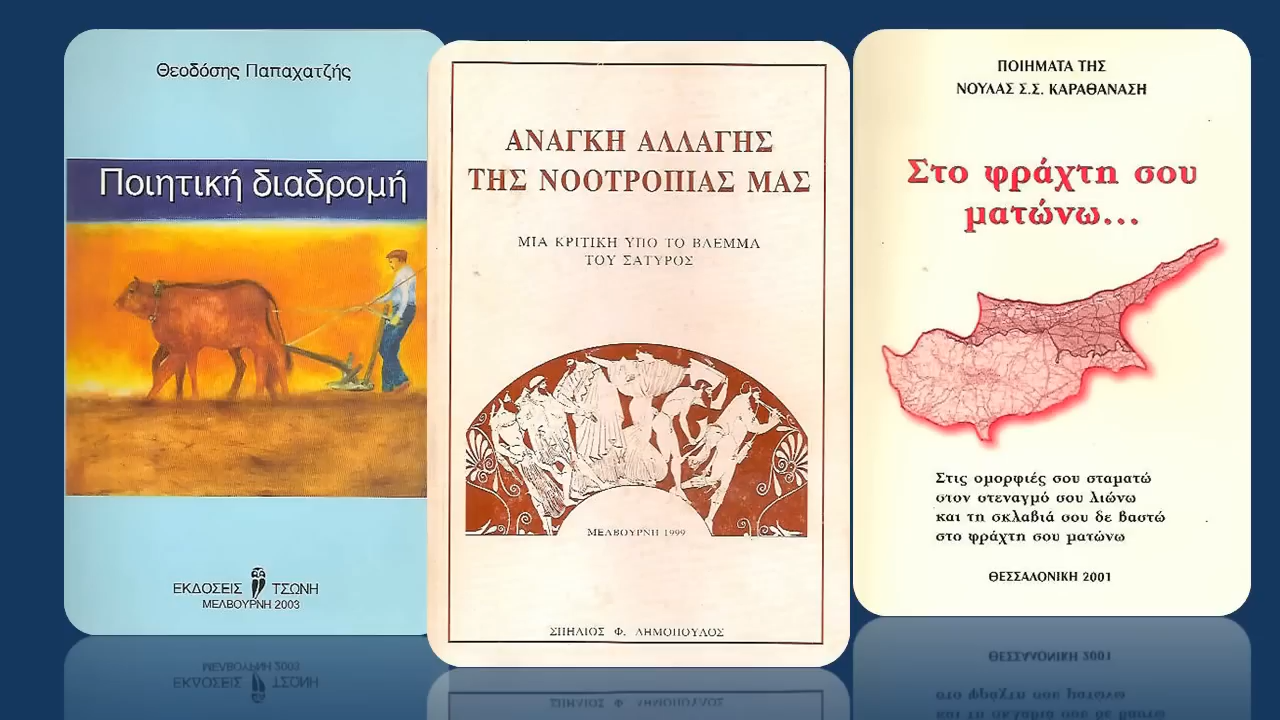 Θεοδόσης Παπαχατζής
Ποιητική διαδρομή
ΕΚΔΟΣΕΙΣ ΤΣΩΝΗ
ΜΕΛΒΟΥΡΝΗ 2003
ΑΝΑΓΚΗ ΑΛΛΑΓΗΣ
ΤΗΣ ΝΟΟΤΡΟΠΙΑΣ ΜΑΣ
ΜΙΑ ΚΡΙΤΙΚΗ ΥΠΟ ΤΟ ΒΛΕΜΜΑ
ΤΟΥ ΣΑΤΥΡΟΣ
ΜΕΛΒΟΥΡΝΗ 1999
ΣΠΗΛΙΟΣ Φ. ΔΗΜΟΠΟΥΛΟΣ
ΠΟΙΗΜΑΤΑ ΤΗΣ
ΝΟΥΛΑΣ Σ.Σ. ΚΑΡΑΘΑΝΑΣΗ
Στο φράχτη σου
ματώνω...
Στις ομορφιές σου σταματώ
στον στεναγμό σου λιώνω
και τη σκλαβιά σου δε βαστώ
στο φράχτη σου ματώνω
ΘΕΣΣΑΛΟΝΙΚΗ 2001